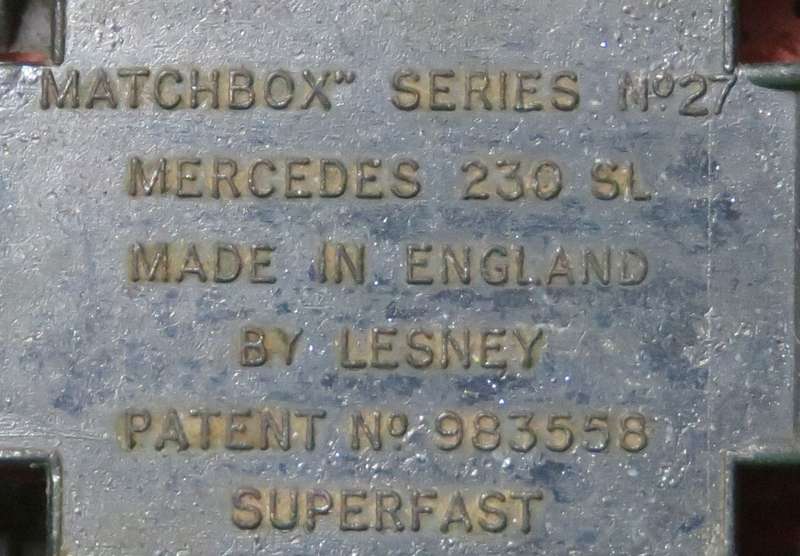 MATCHBOX" SERIES Nº27
MERCEDES 230 SL
MADE IN ENGLAND
BY LESNEY
PATENT Nº 983558
SUPERFAST